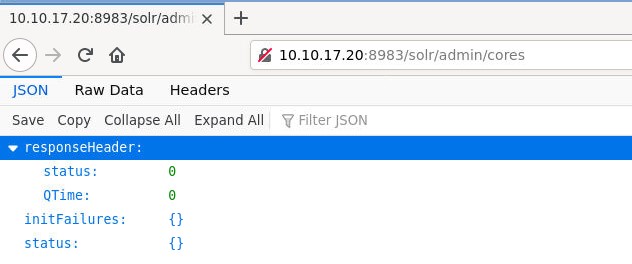 10.10.17.20:8983/solr/adm
10.10.17.20:8983/solr/admin/cores
JSON Raw Data Headers
Save Copy Collapse All Expand All Filter JSON
responseHeader:
status: 0
QTime: 0
initFailures: {}
status: {}